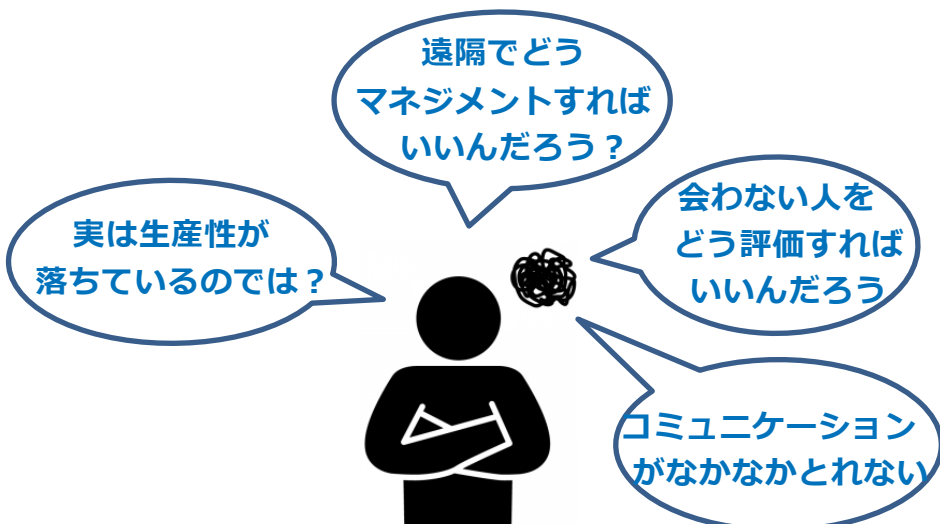 遠隔でどう
マネジメントすれば
いいんだろう？
実は生産性が
落ちているのでは？
会わない人を
どう評価すれば
いいんだろう
コミュニケーション
がなかなかとれない